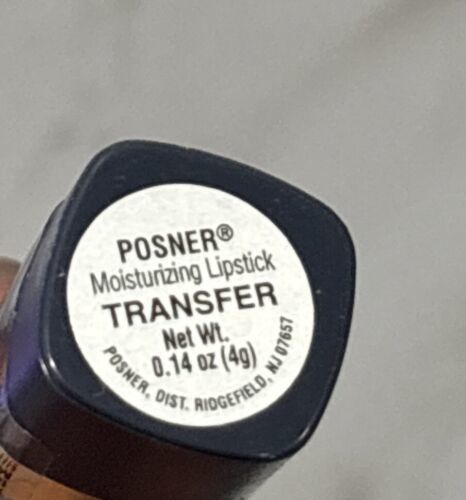 POSNER®
Moisturizing Lipstick
TRANSFER
Net Wt.
0.14 oz (4g)
POSNER, DIST. RIDGEFIELD, NJ 07657